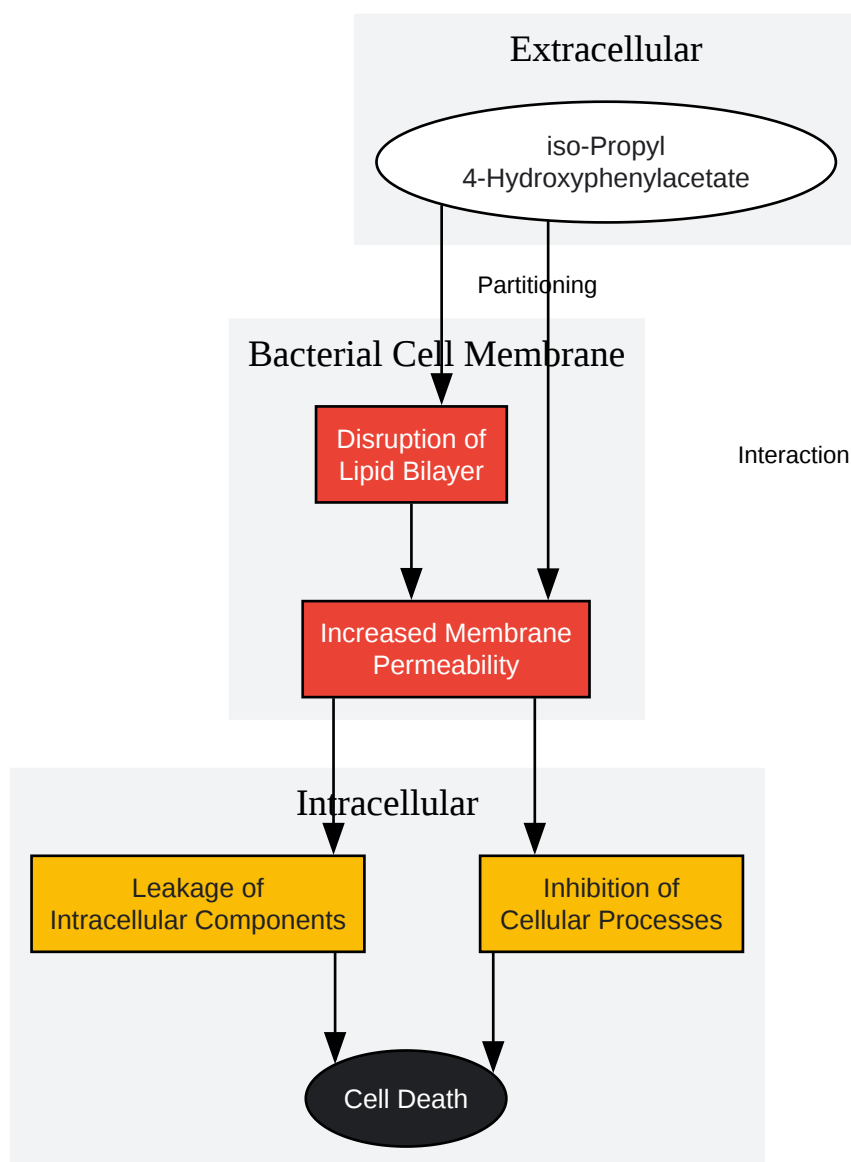 Extracellular
iso-Propyl
4-Hydroxyphenylacetate
Partitioning
Bacterial Cell Membrane
Disruption of
Lipid Bilayer
Interaction
Increased Membrane
Permeability
Intracellular
Leakage of
Intracellular Components
Inhibition of
Cellular Processes
Cell Death